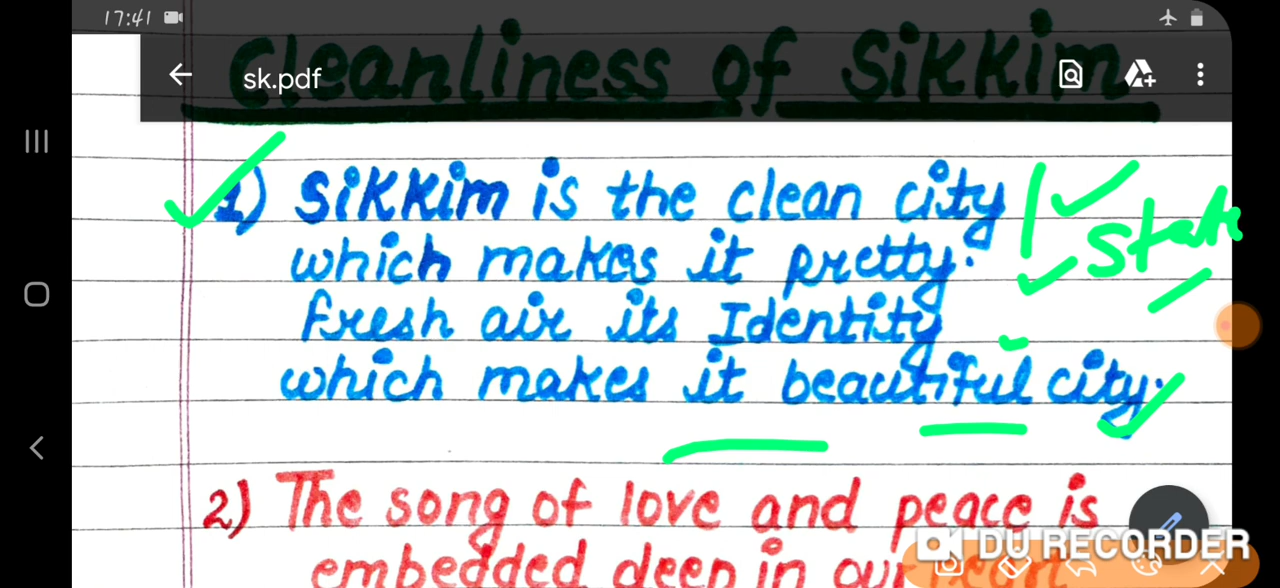 17:41
Cleanliness of Sikkim
sk.pdf
1) Sikkim is the clean city
which makes it pretty.
State
Fresh air its Identity
which makes it beautiful city.
2) The song of love and peace is
embedded deep in our heart
DU RECORDER